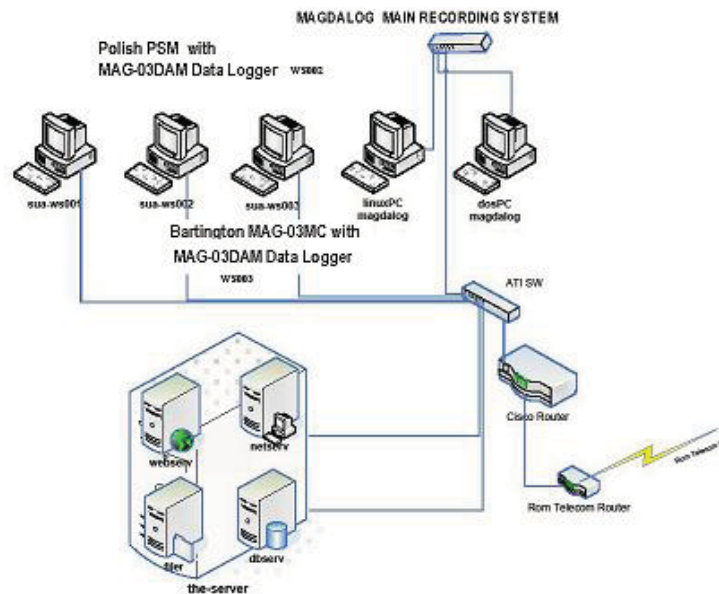 MAGDALOG MAIN RECORDING SYSTEM
Polish PSM with
MAG-03DAM Data Logger WS002
sua-ws001
sua-ws002
sua-ws003
linuxPC
magdalog
dosPC
magdalog
Bartington MAG-03MC with
MAG-03DAM Data Logger
WS003
ATI SW
Cisco Router
webserv
netserv
Rom Telecom
Rom Telecom Router
dbserv
the-server